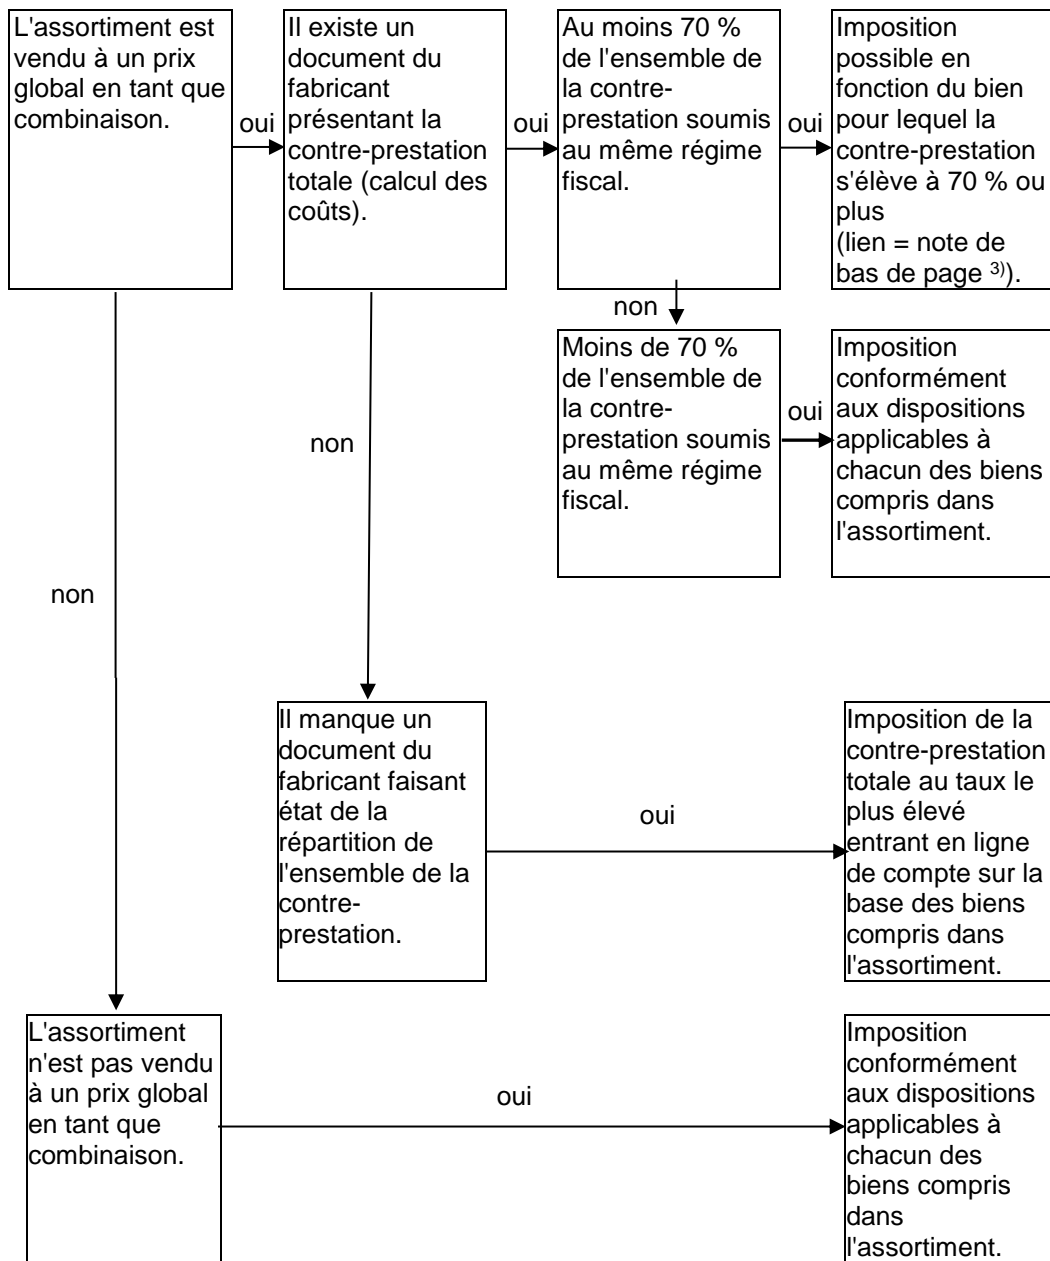 L'assortiment est
vendu à un prix
global en tant que
combinaison.
oui
Il existe un
document du
fabricant
présentant la
contre-prestation
totale (calcul des
coûts).
oui
Au moins 70 %
de l'ensemble de
la contre-
prestation soumis
au même régime
fiscal.
oui
Imposition
possible en
fonction du bien
pour lequel la
contre-prestation
s'élève à 70 % ou
plus
(lien = note de
bas de page 3)).
non
Moins de 70 %
de l'ensemble de
la contre-
prestation soumis
au même régime
fiscal.
oui
Imposition
conformément
aux dispositions
applicables à
chacun des biens
compris dans
l'assortiment.
non
non
Il manque un
document du
fabricant faisant
état de la
répartition de
l'ensemble de la
contre-
prestation.
oui
Imposition de la
contre-prestation
totale au taux le
plus élevé
entrant en ligne
de compte sur la
base des biens
compris dans
l'assortiment.
L'assortiment
n'est pas vendu
à un prix global
en tant que
combinaison.
oui
Imposition
conformément
aux dispositions
applicables à
chacun des
biens compris
dans
l'assortiment.